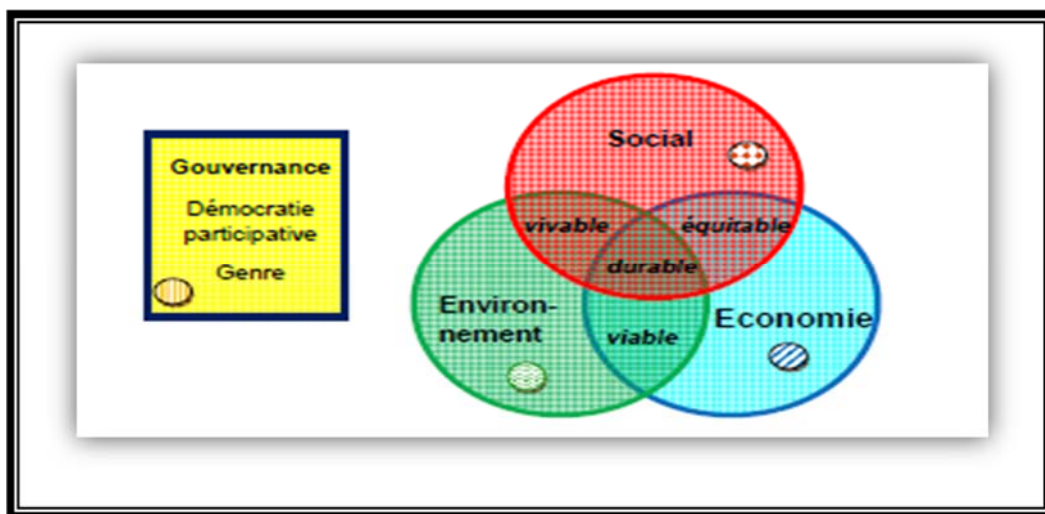 Gouvernance
Démocratie
participative
Genre
Social
vivable
équitable
durable
Environ-
nement
Economie
viable